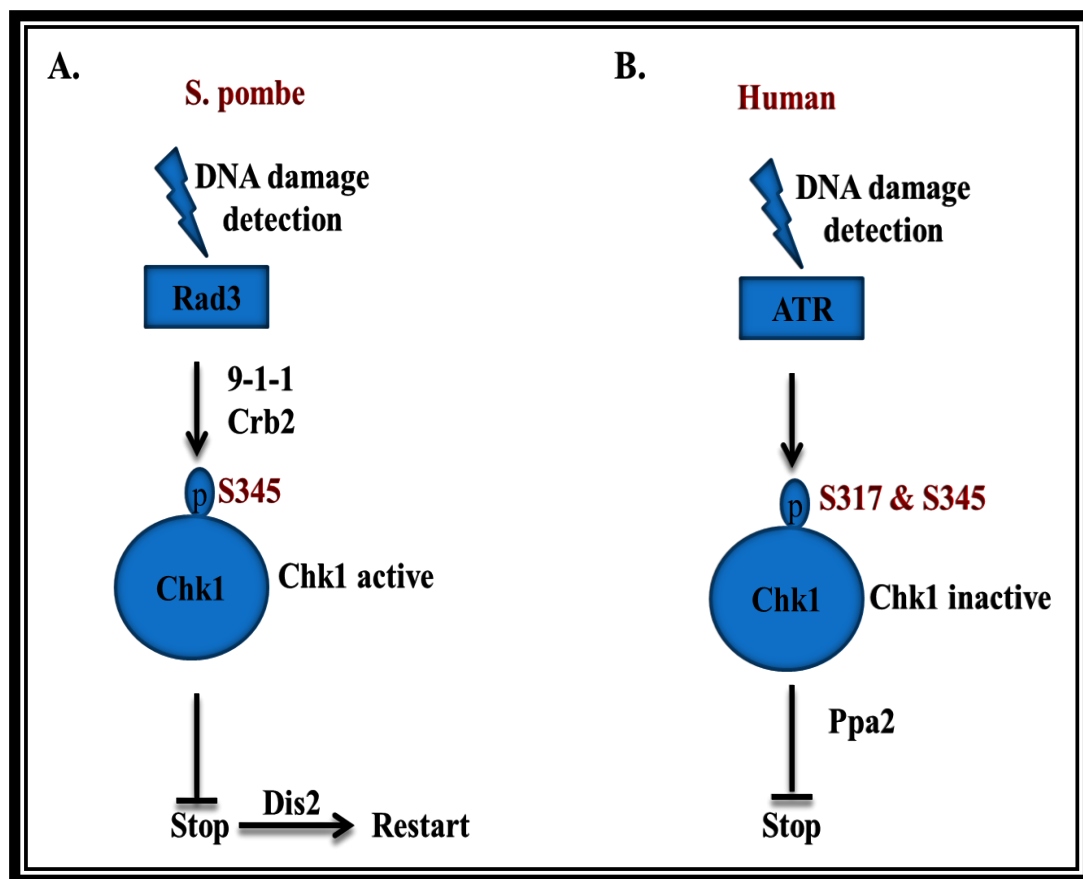 A.
S. pombe
DNA damage
detection
Rad3
9-1-1
Crb2
p
S345
Chk1
Chk1 active
Stop
Dis2
Restart
B.
Human
DNA damage
detection
ATR
p
S317 & S345
Chk1
Chk1 inactive
Ppa2
Stop